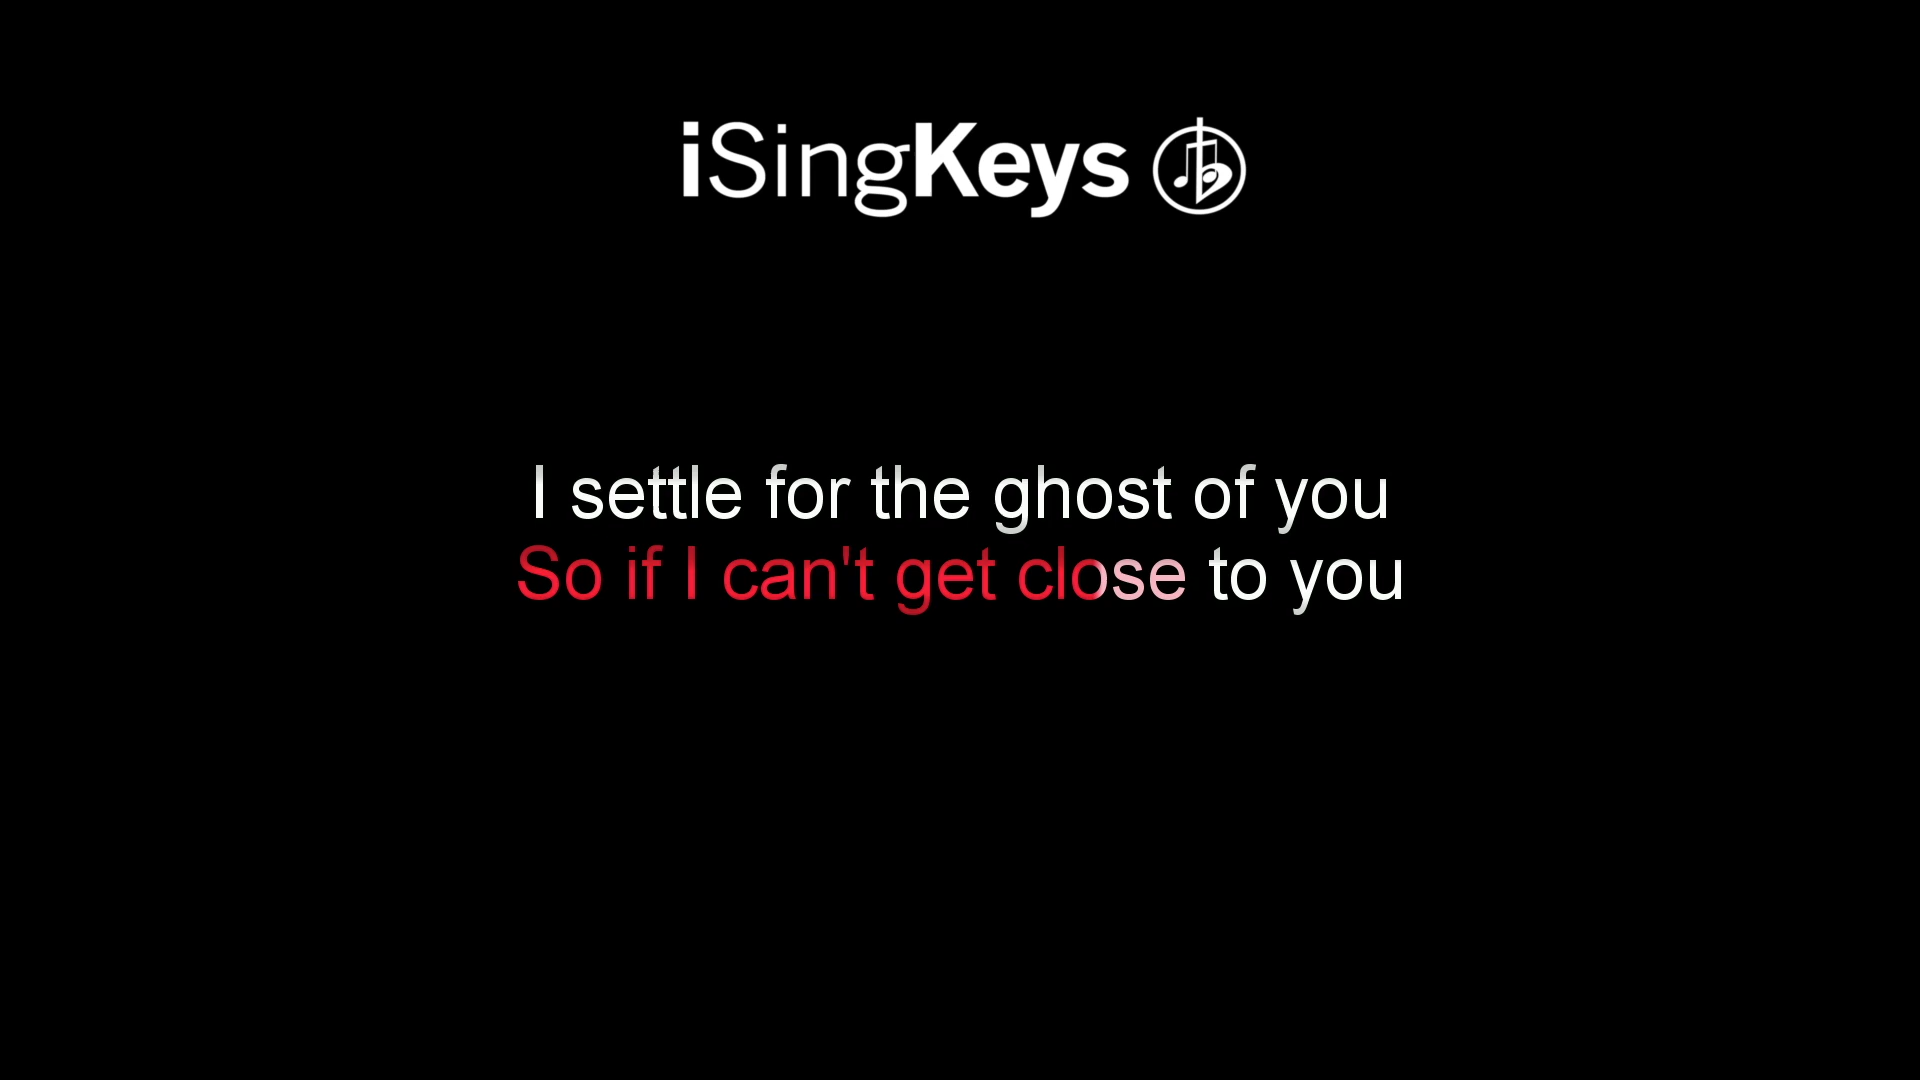 iSingKeys
I settle for the ghost of you
So if I can't get close to you